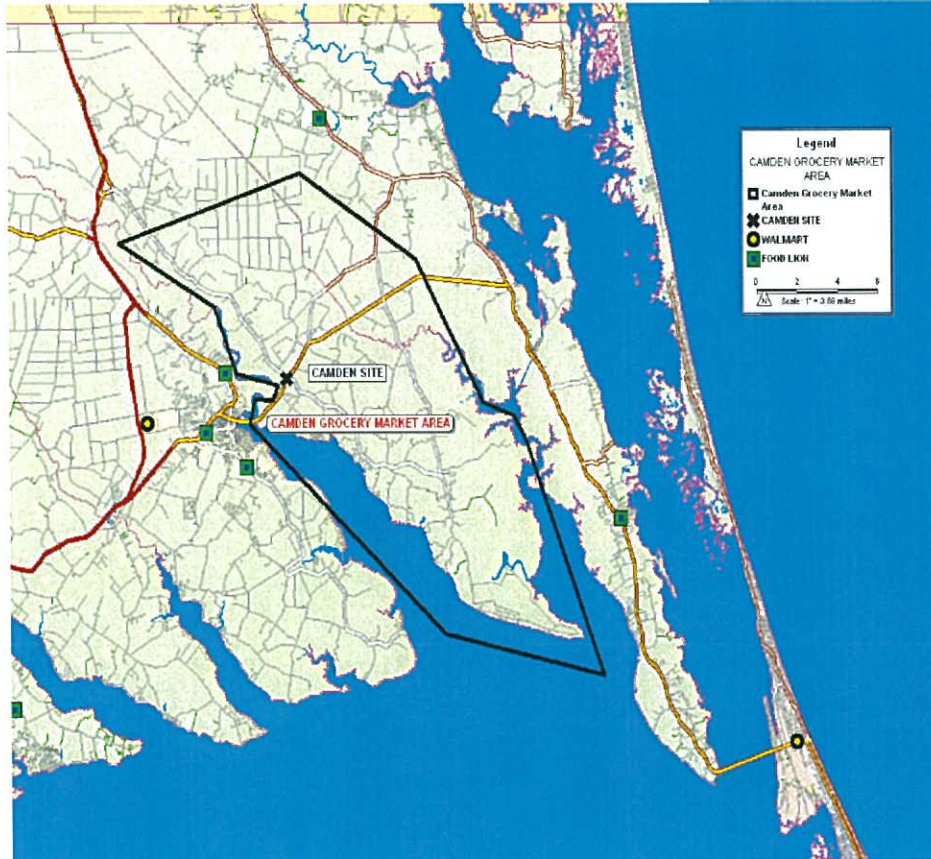 Legend
CAMDEN GROCERY MARKET
AREA
Camden Grocery Market
Area
CAMDEN SITE
WALMART
FOOD LION
0 2 4 6
N
Scale: 1" = 3.88 miles
CAMDEN SITE
CAMDEN GROCERY MARKET AREA